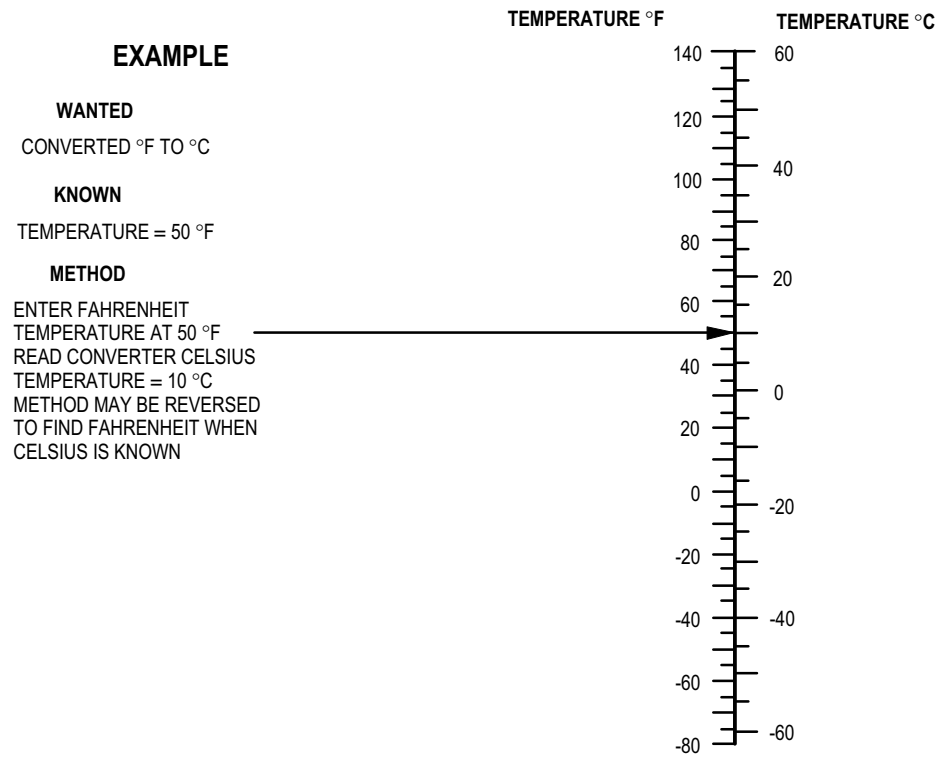 TEMPERATURE °F
TEMPERATURE °C
EXAMPLE
WANTED
CONVERTED °F TO °C
KNOWN
TEMPERATURE = 50 °F
METHOD
ENTER FAHRENHEIT
TEMPERATURE AT 50 °F
READ CONVERTER CELSIUS
TEMPERATURE = 10 °C
METHOD MAY BE REVERSED
TO FIND FAHRENHEIT WHEN
CELSIUS IS KNOWN
140
120
100
80
60
40
20
0
-20
-40
-60
-80
60
40
20
0
-20
-40
-60